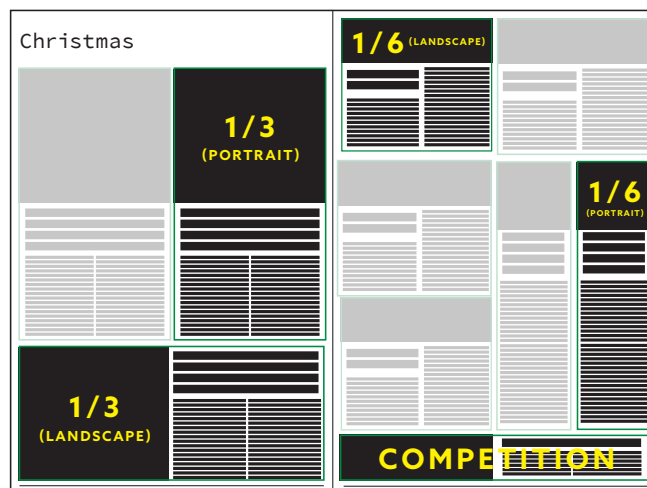 Christmas
1/3
(PORTRAIT)
1/3
(LANDSCAPE)
1/6 (LANDSCAPE)
1/6
(PORTRAIT)
COMPETITION